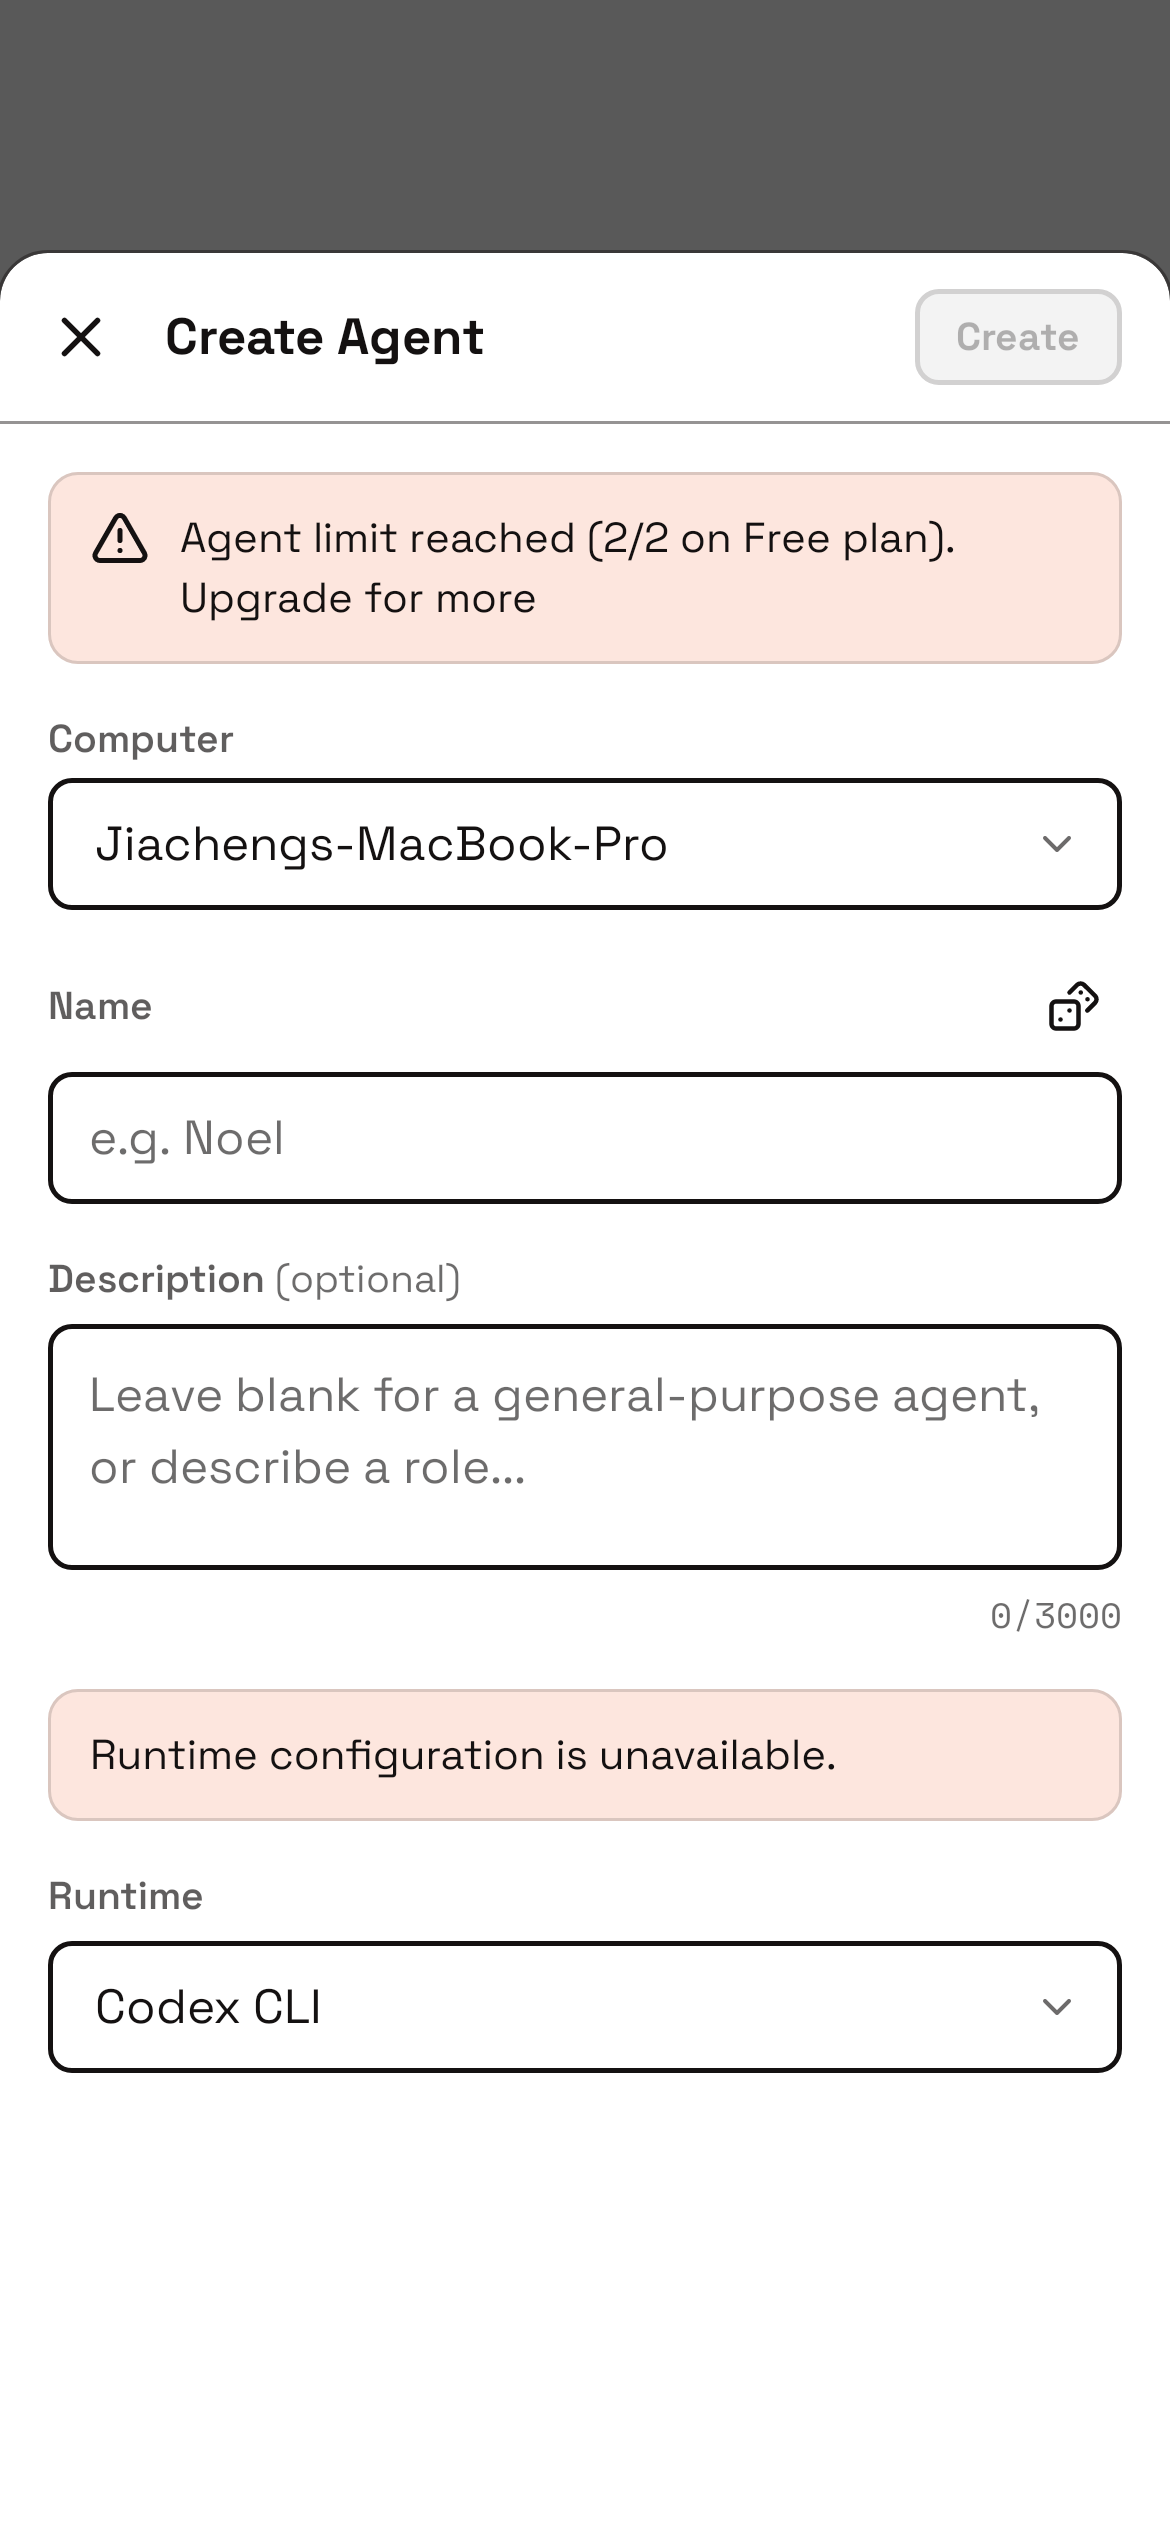 Create Agent
Create
Agent limit reached (2/2 on Free plan).
Upgrade for more
Computer
Jiachengs-MacBook-Pro
Name
e.g. Noel
Description (optional)
Leave blank for a general-purpose agent,
or describe a role...
0/3000
Runtime configuration is unavailable.
Runtime
Codex CLI